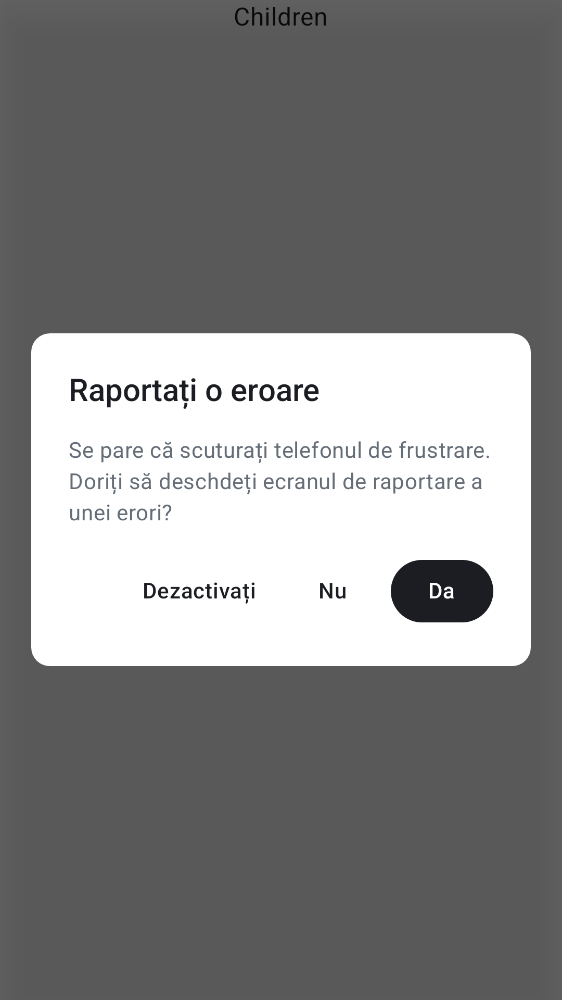 Children
Raportați o eroare
Se pare că scuturați telefonul de frustrare.
Doriți să deschdeți ecranul de raportare a
unei erori?
Dezactivați Nu Da